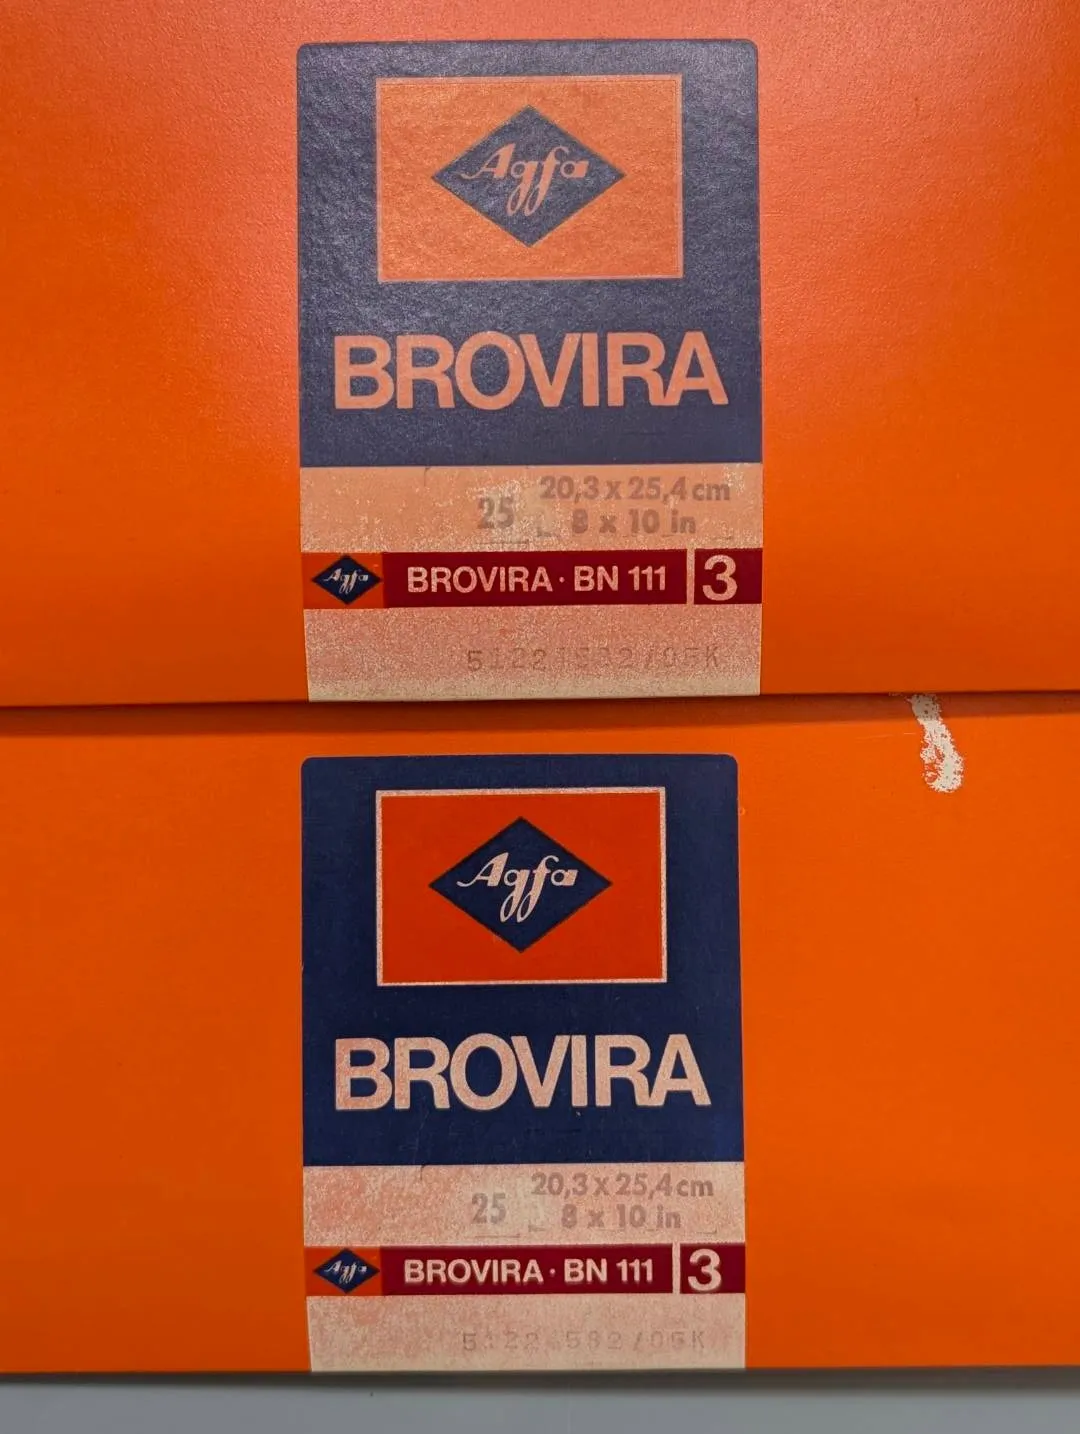 Agfa
BROVIRA
25 20,3 x 25,4 cm
8 x 10 in
Agfa BROVIRA · BN 111 3
Agfa
BROVIRA
25 20,3 x 25,4 cm
8 x 10 in
Agfa BROVIRA · BN 111 3